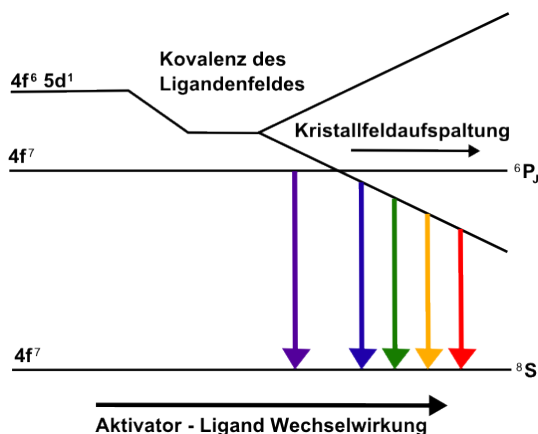 Kovalenz des
Ligandenfeldes
4f⁶ 5d¹
Kristallfeldaufspaltung
4f⁷
⁶P_J
4f⁷
⁸S
Aktivator - Ligand Wechselwirkung